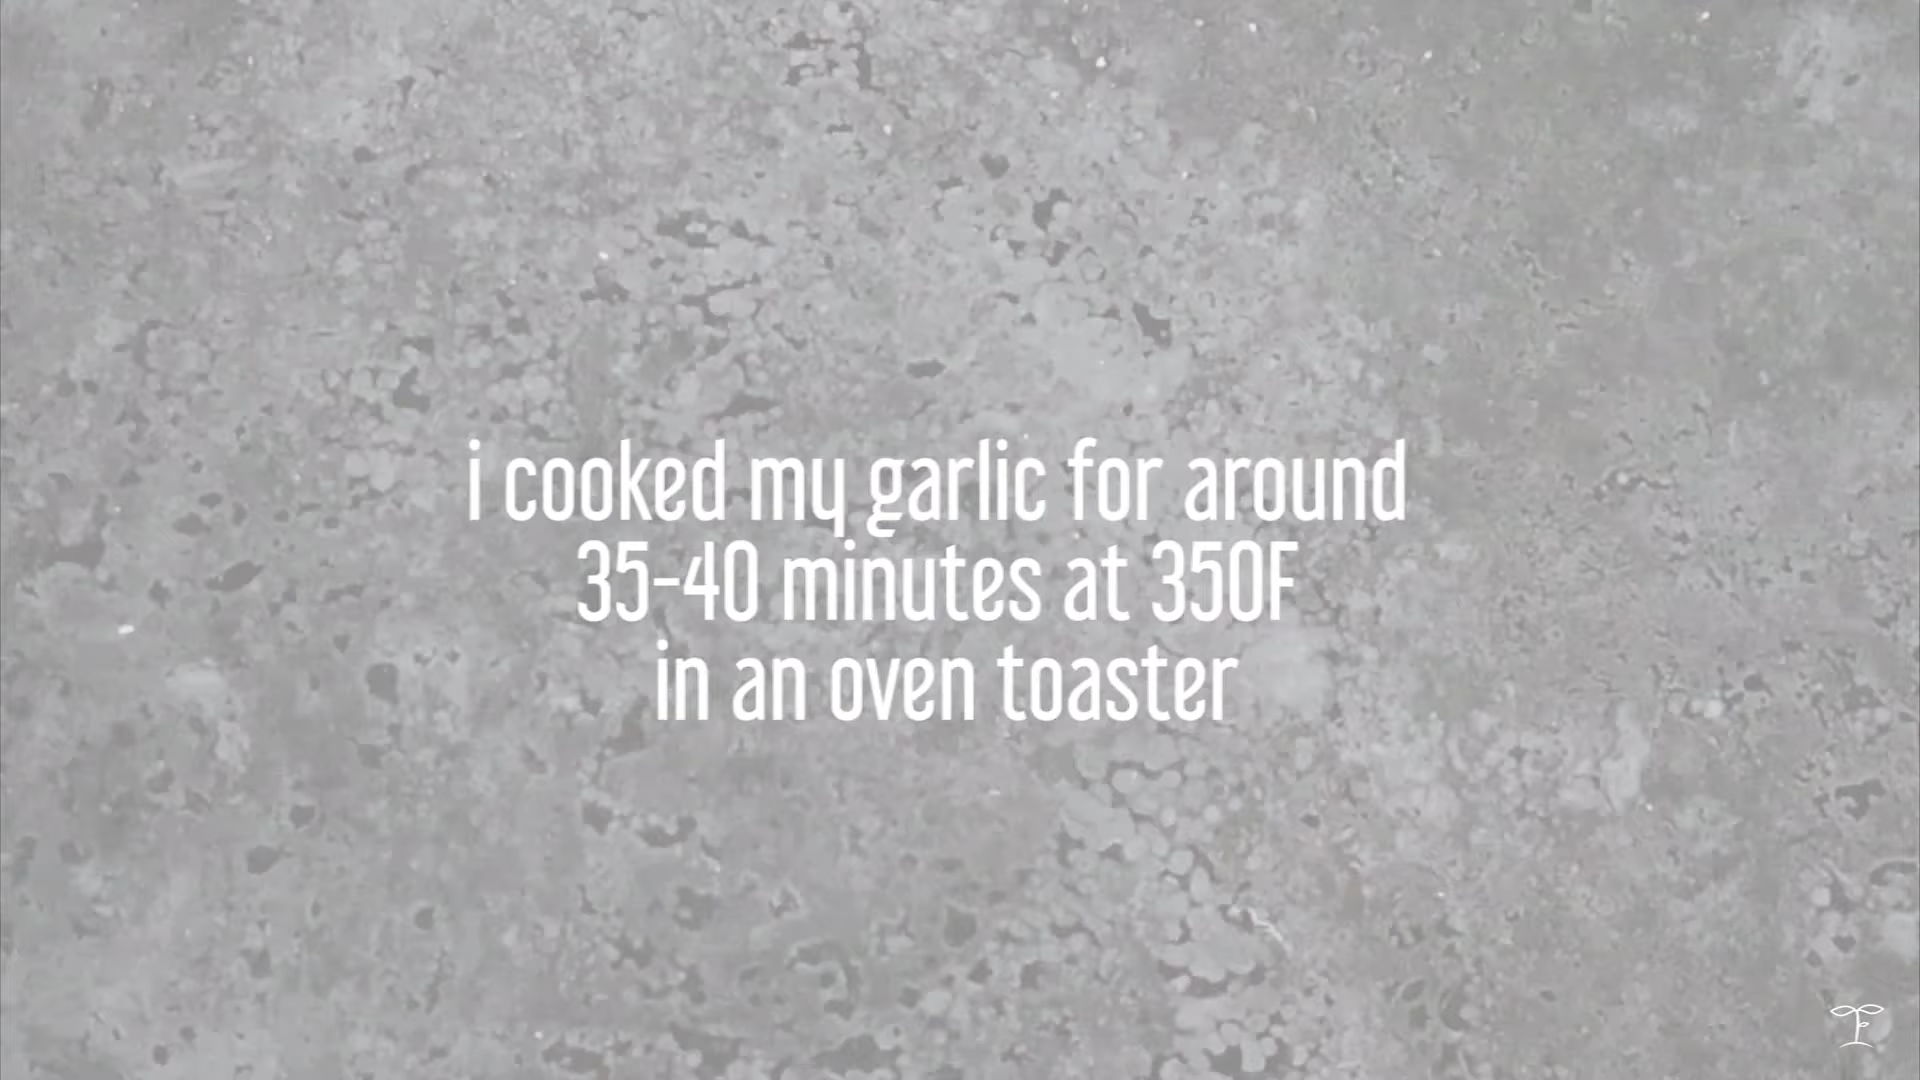 i cooked my garlic for around
35-40 minutes at 350F
in an oven toaster